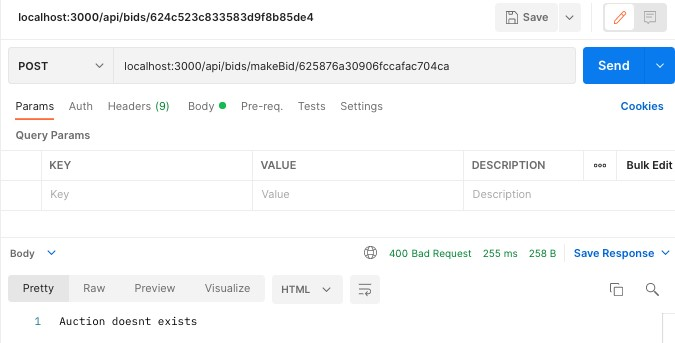 localhost:3000/api/bids/624c523c833583d9f8b85de4 Save
POST localhost:3000/api/bids/makeBid/625876a30906fccafac704ca Send
Params Auth Headers (9) Body Pre-req. Tests Settings Cookies
Query Params
KEY VALUE DESCRIPTION ooo Bulk Edit
Key Value Description
Body 400 Bad Request 255 ms 258 B Save Response
Pretty Raw Preview Visualize HTML
1 Auction doesnt exists